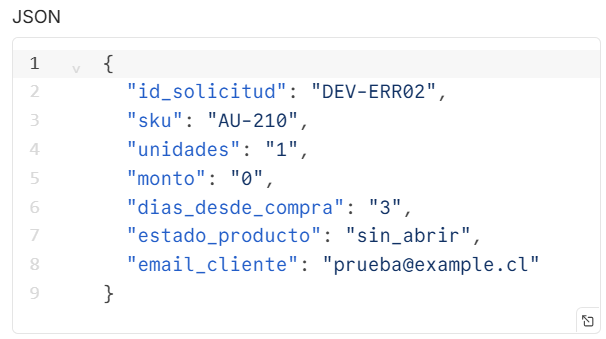 JSON
1 {
2 "id_solicitud": "DEV-ERR02",
3 "sku": "AU-210",
4 "unidades": "1",
5 "monto": "0",
6 "dias_desde_compra": "3",
7 "estado_producto": "sin_abrir",
8 "email_cliente": "prueba@example.cl"
9 }